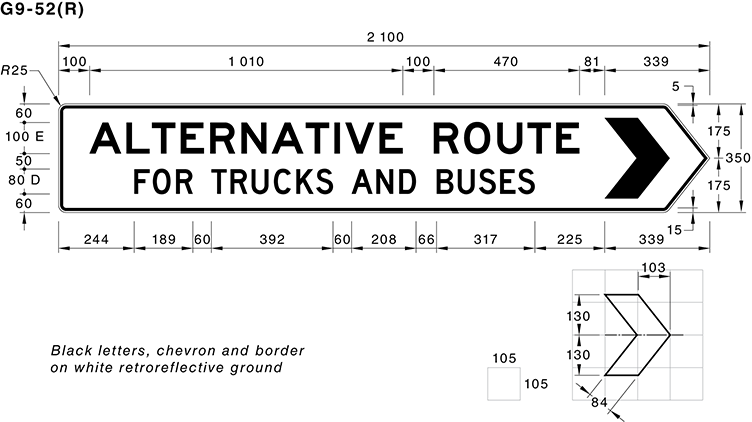 G9-52(R)
2 100
100 1 010 100 470 81 339
R25
5
60
100 E
50
80 D
60
ALTERNATIVE ROUTE
FOR TRUCKS AND BUSES
175
350
175
15
244 189 60 392 60 208 66 317 225 339
103
130
130
84
105
105
Black letters, chevron and border
on white retroreflective ground